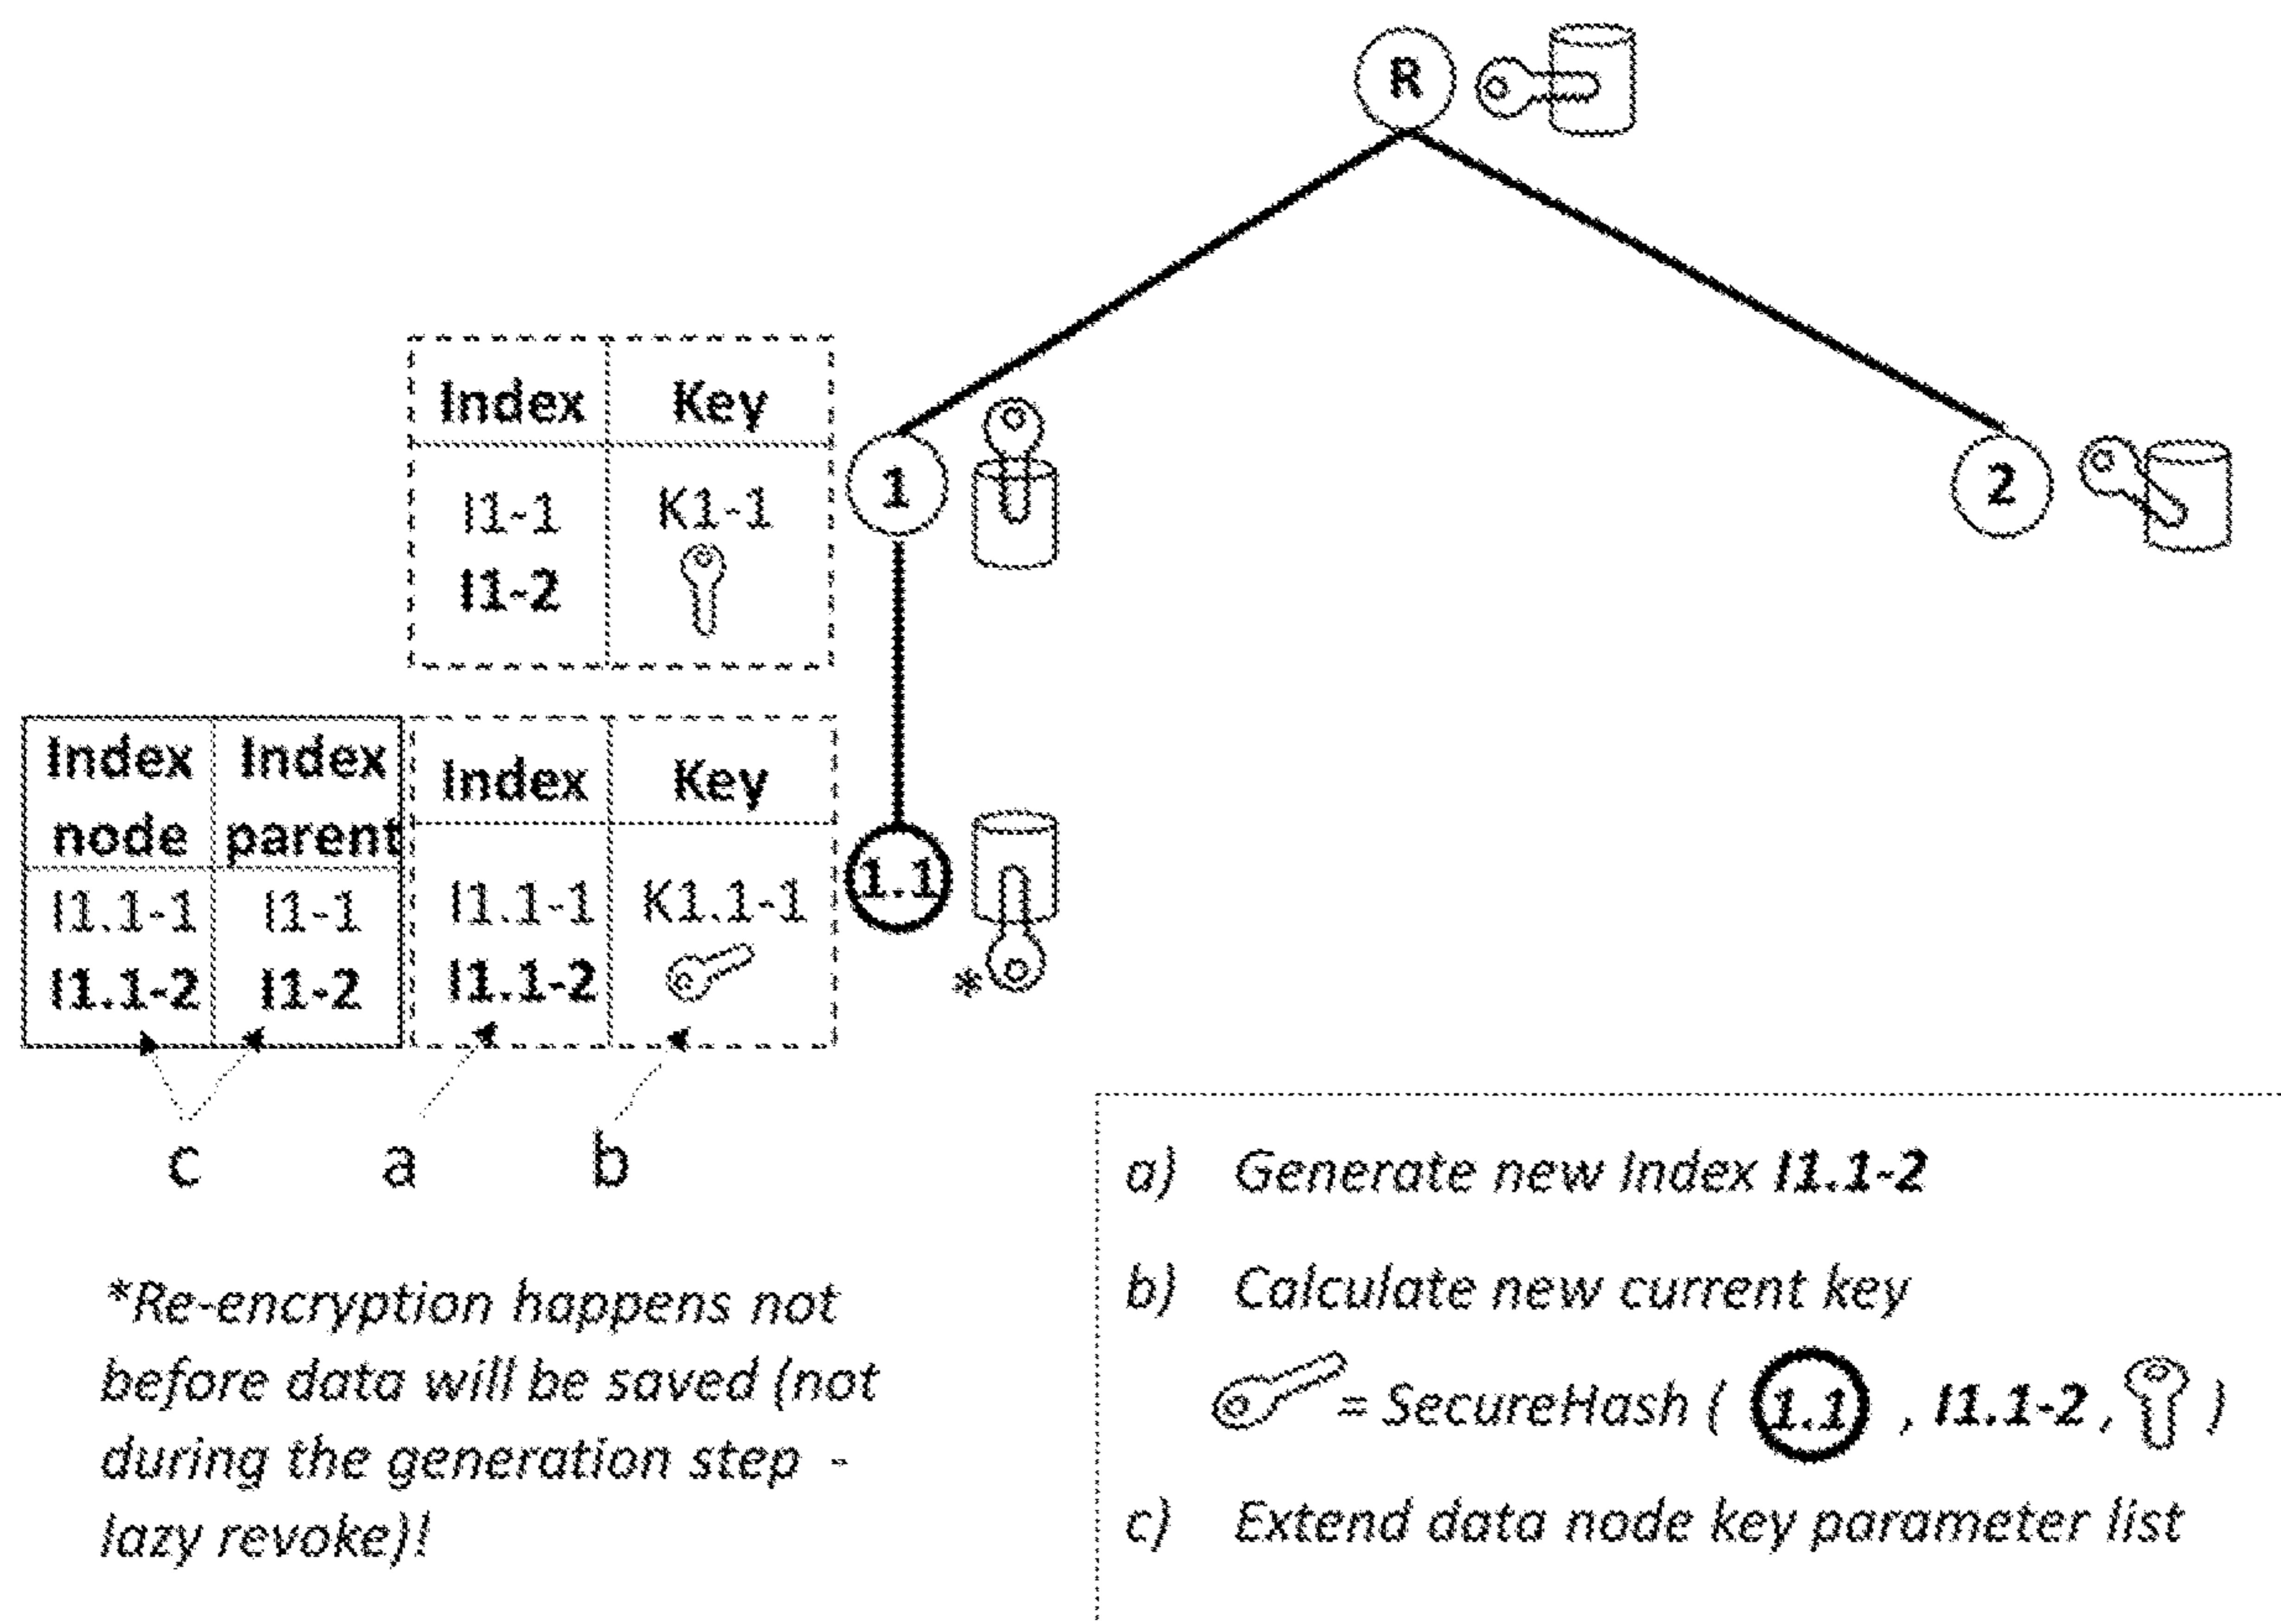 R
Index Key
1
2
I1-1 K1-1
I1-2
Index node Index parent
Index Key
1.1
I1.1-1 I1-1
I1.1-2 I1-2
I1.1-1 K1.1-1
I1.1-2
*
c a b
*Re-encryption happens not
before data will be saved (not
during the generation step -
lazy revoke)!
a) Generate new Index I1.1-2
b) Calculate new current key
= SecureHash ( 1.1 , I1.1-2 , )
c) Extend data node key parameter list